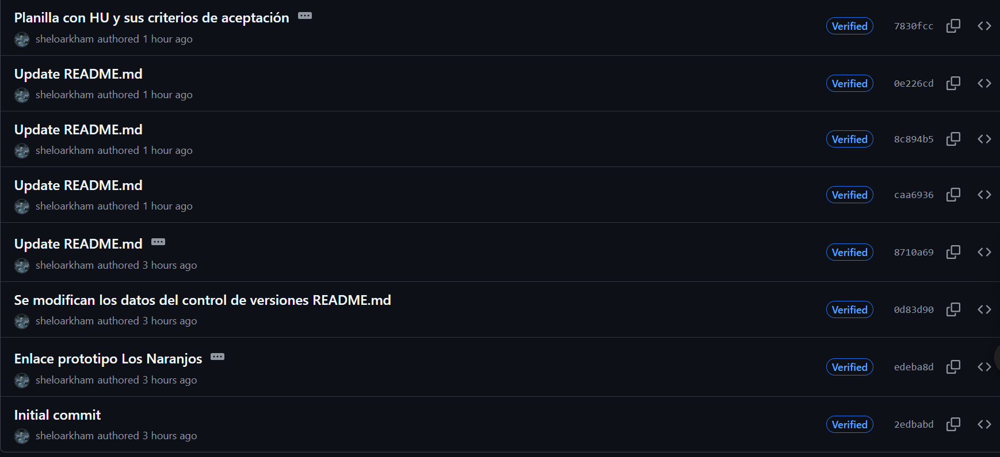 Planilla con HU y sus criterios de aceptación
sheloarkham authored 1 hour ago
Verified
7830fcc
Update README.md
sheloarkham authored 1 hour ago
Verified
0e226cd
Update README.md
sheloarkham authored 1 hour ago
Verified
8c894b5
Update README.md
sheloarkham authored 1 hour ago
Verified
caa6936
Update README.md
sheloarkham authored 3 hours ago
Verified
8710a69
Se modifican los datos del control de versiones README.md
sheloarkham authored 3 hours ago
Verified
0d83d90
Enlace prototipo Los Naranjos
sheloarkham authored 3 hours ago
Verified
edeba8d
Initial commit
sheloarkham authored 3 hours ago
Verified
2edbabd